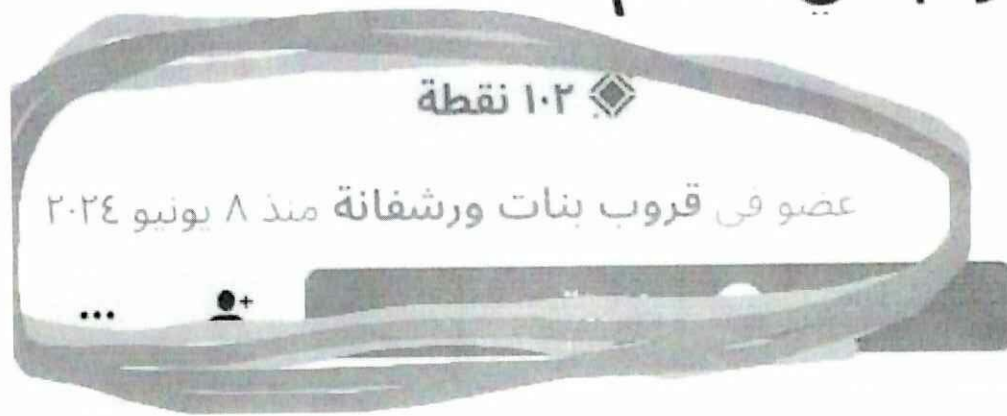 ١٠٢ نقطة
عضو في قروب بنات ورشفانة منذ ٨ يونيو ٢٠٢٤